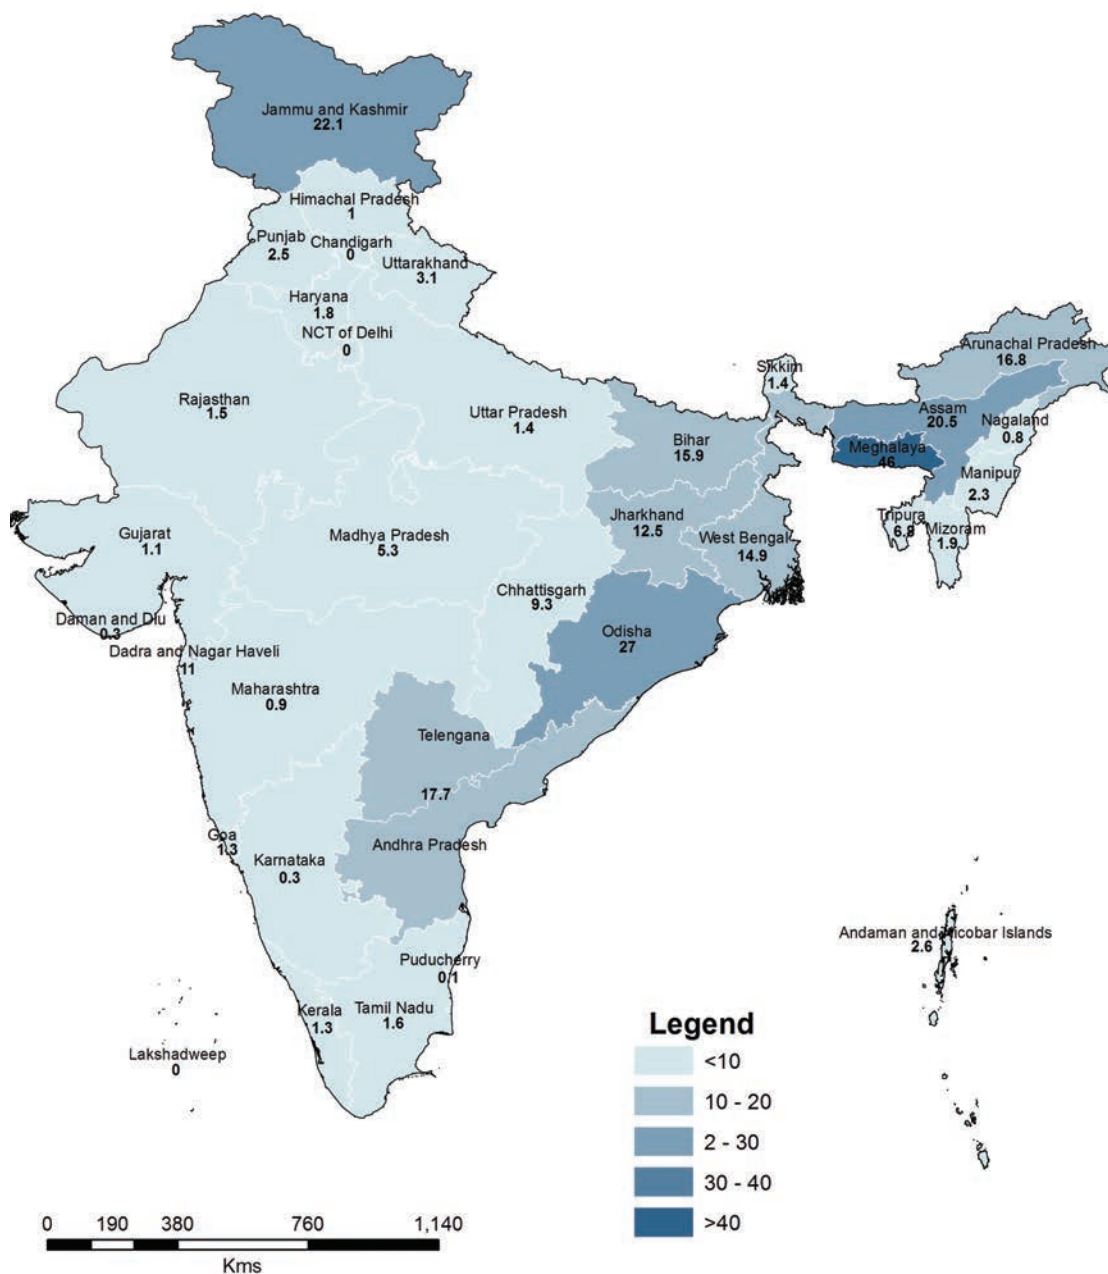 Jammu and Kashmir
22.1
Himachal Pradesh
1
Punjab
2.5
Chandigarh
0
Uttarakhand
3.1
Haryana
1.8
NCT of Delhi
0
Arunachal Pradesh
16.8
Sikkim
1.4
Rajasthan
1.5
Uttar Pradesh
1.4
Assam
20.5
Nagaland
0.8
Bihar
15.9
Meghalaya
46
Manipur
2.3
Jharkhand
12.5
Tripura
6.8
Mizoram
1.9
Gujarat
1.1
Madhya Pradesh
5.3
West Bengal
14.9
Chhattisgarh
9.3
Daman and Diu
0.3
Odisha
27
Dadra and Nagar Haveli
11
Maharashtra
0.9
Telengana
17.7
Goa
1.3
Andhra Pradesh
Karnataka
0.3
Andaman and Nicobar Islands
2.6
Puducherry
0.1
Kerala
1.3
Tamil Nadu
1.6
Lakshadweep
0
Legend
<10
10 - 20
2 - 30
30 - 40
>40
0 190 380 760 1,140
Kms